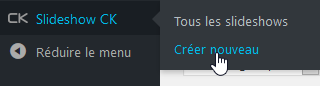 CK Slideshow CK
Tous les slideshows
Créer nouveau
Réduire le menu